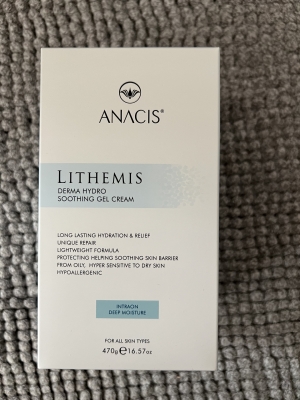 ANACIS®
LITHEMIS
DERMA HYDRO
SOOTHING GEL CREAM
LONG LASTING HYDRATION & RELIEF
UNIQUE REPAIR
LIGHTWEIGHT FORMULA
PROTECTING HELPING SOOTHING SKIN BARRIER
FROM OILY, HYPER SENSITIVE TO DRY SKIN
HYPOALLERGENIC
INTRAON
DEEP MOISTURE
FOR ALL SKIN TYPES
470g ℮ 16.57oz